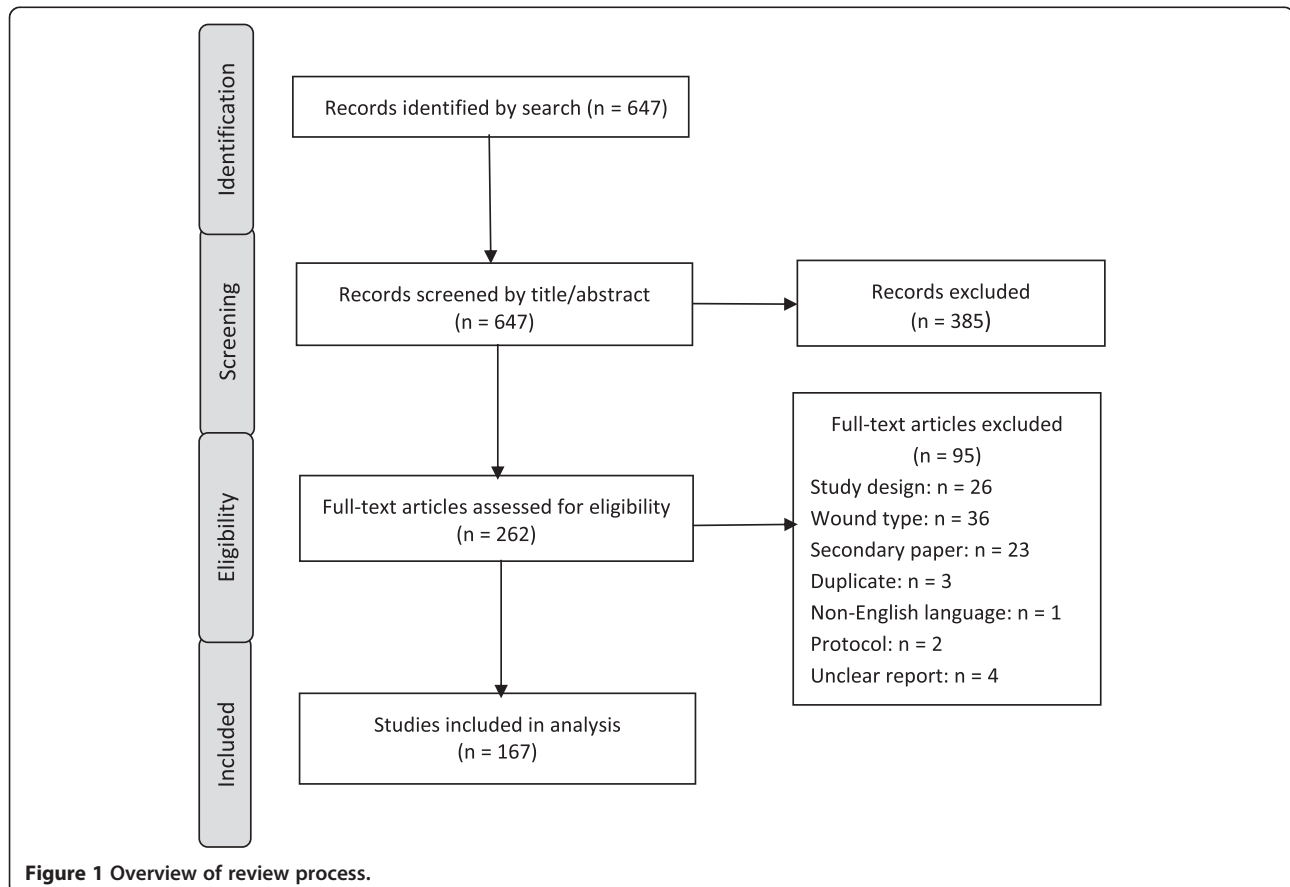 Identification
Records identified by search (n = 647)
Screening
Records screened by title/abstract
(n = 647)
Records excluded
(n = 385)
Eligibility
Full-text articles assessed for eligibility
(n = 262)
Full-text articles excluded
(n = 95)
Study design: n = 26
Wound type: n = 36
Secondary paper: n = 23
Duplicate: n = 3
Non-English language: n = 1
Protocol: n = 2
Unclear report: n = 4
Included
Studies included in analysis
(n = 167)
Figure 1 Overview of review process.